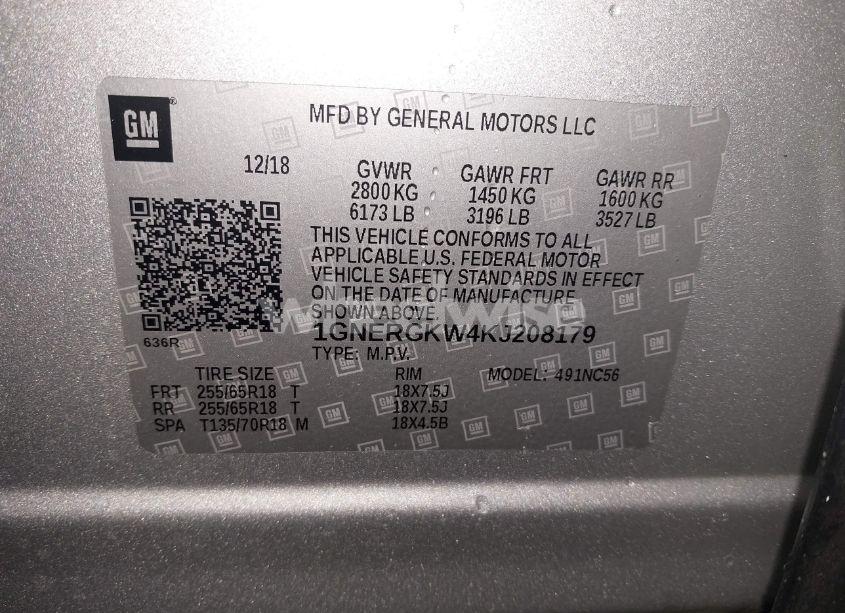 GM
MFD BY GENERAL MOTORS LLC
12/18 GVWR GAWR FRT GAWR RR
2800 KG 1450 KG 1600 KG
6173 LB 3196 LB 3527 LB
THIS VEHICLE CONFORMS TO ALL
APPLICABLE U.S. FEDERAL MOTOR
VEHICLE SAFETY STANDARDS IN EFFECT
ON THE DATE OF MANUFACTURE
SHOWN ABOVE.
1GNERGKW4KJ208179
636R
TYPE: M.P.V.
TIRE SIZE RIM MODEL: 491NC56
FRT 255/65R18 T 18X7.5J
RR 255/65R18 T 18X7.5J
SPA T135/70R18 M 18X4.5B